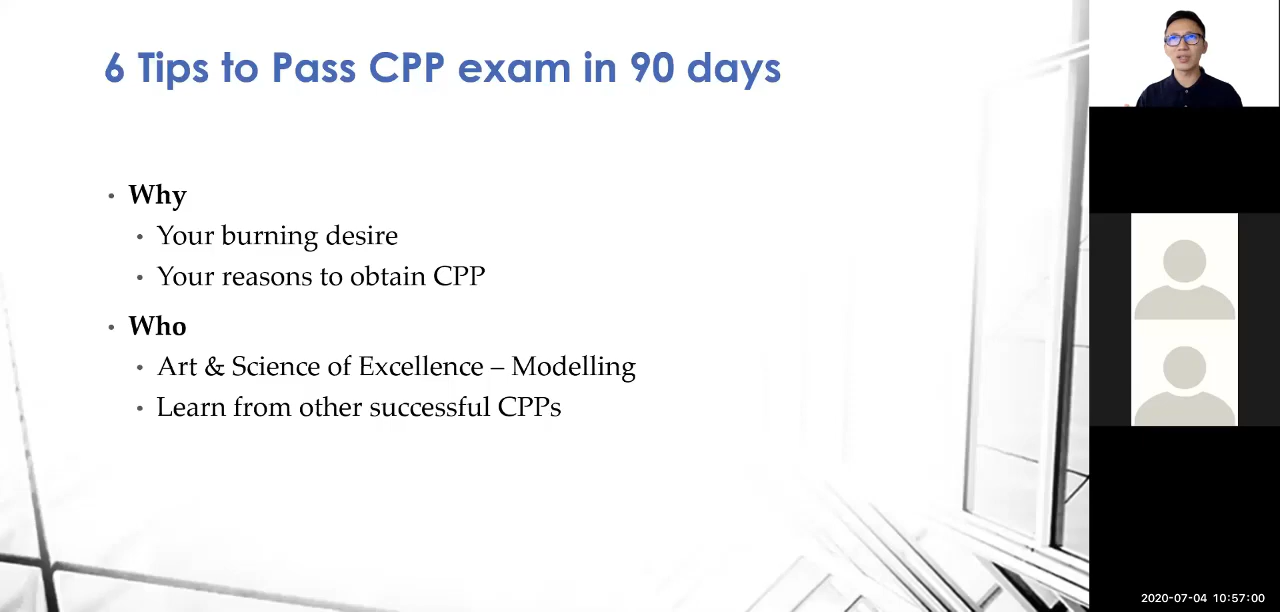 6 Tips to Pass CPP exam in 90 days
• Why
• Your burning desire
• Your reasons to obtain CPP
• Who
• Art & Science of Excellence – Modelling
• Learn from other successful CPPs
2020-07-04 10:57:00